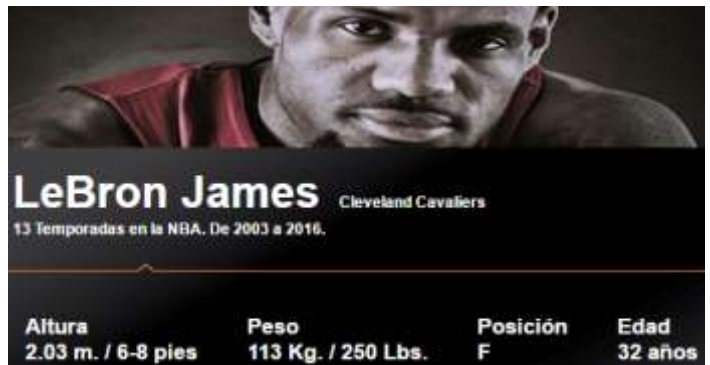 LeBron James Cleveland Cavaliers
13 Temporadas en la NBA. De 2003 a 2016.
Altura Peso Posición Edad
2.03 m. / 6-8 pies 113 Kg. / 250 Lbs. F 32 años